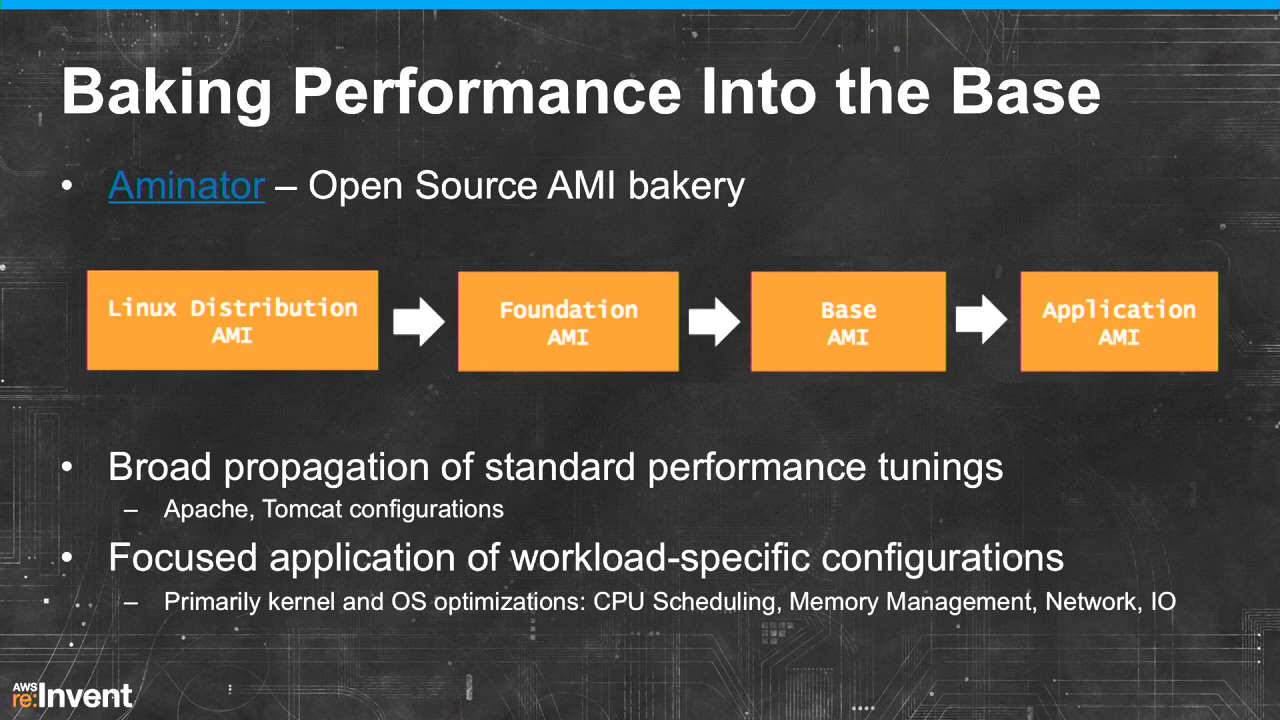 Baking Performance Into the Base
• Aminator – Open Source AMI bakery
Linux Distribution
AMI
Foundation
AMI
Base
AMI
Application
AMI
• Broad propagation of standard performance tunings
– Apache, Tomcat configurations
• Focused application of workload-specific configurations
– Primarily kernel and OS optimizations: CPU Scheduling, Memory Management, Network, IO
AWS
re:Invent